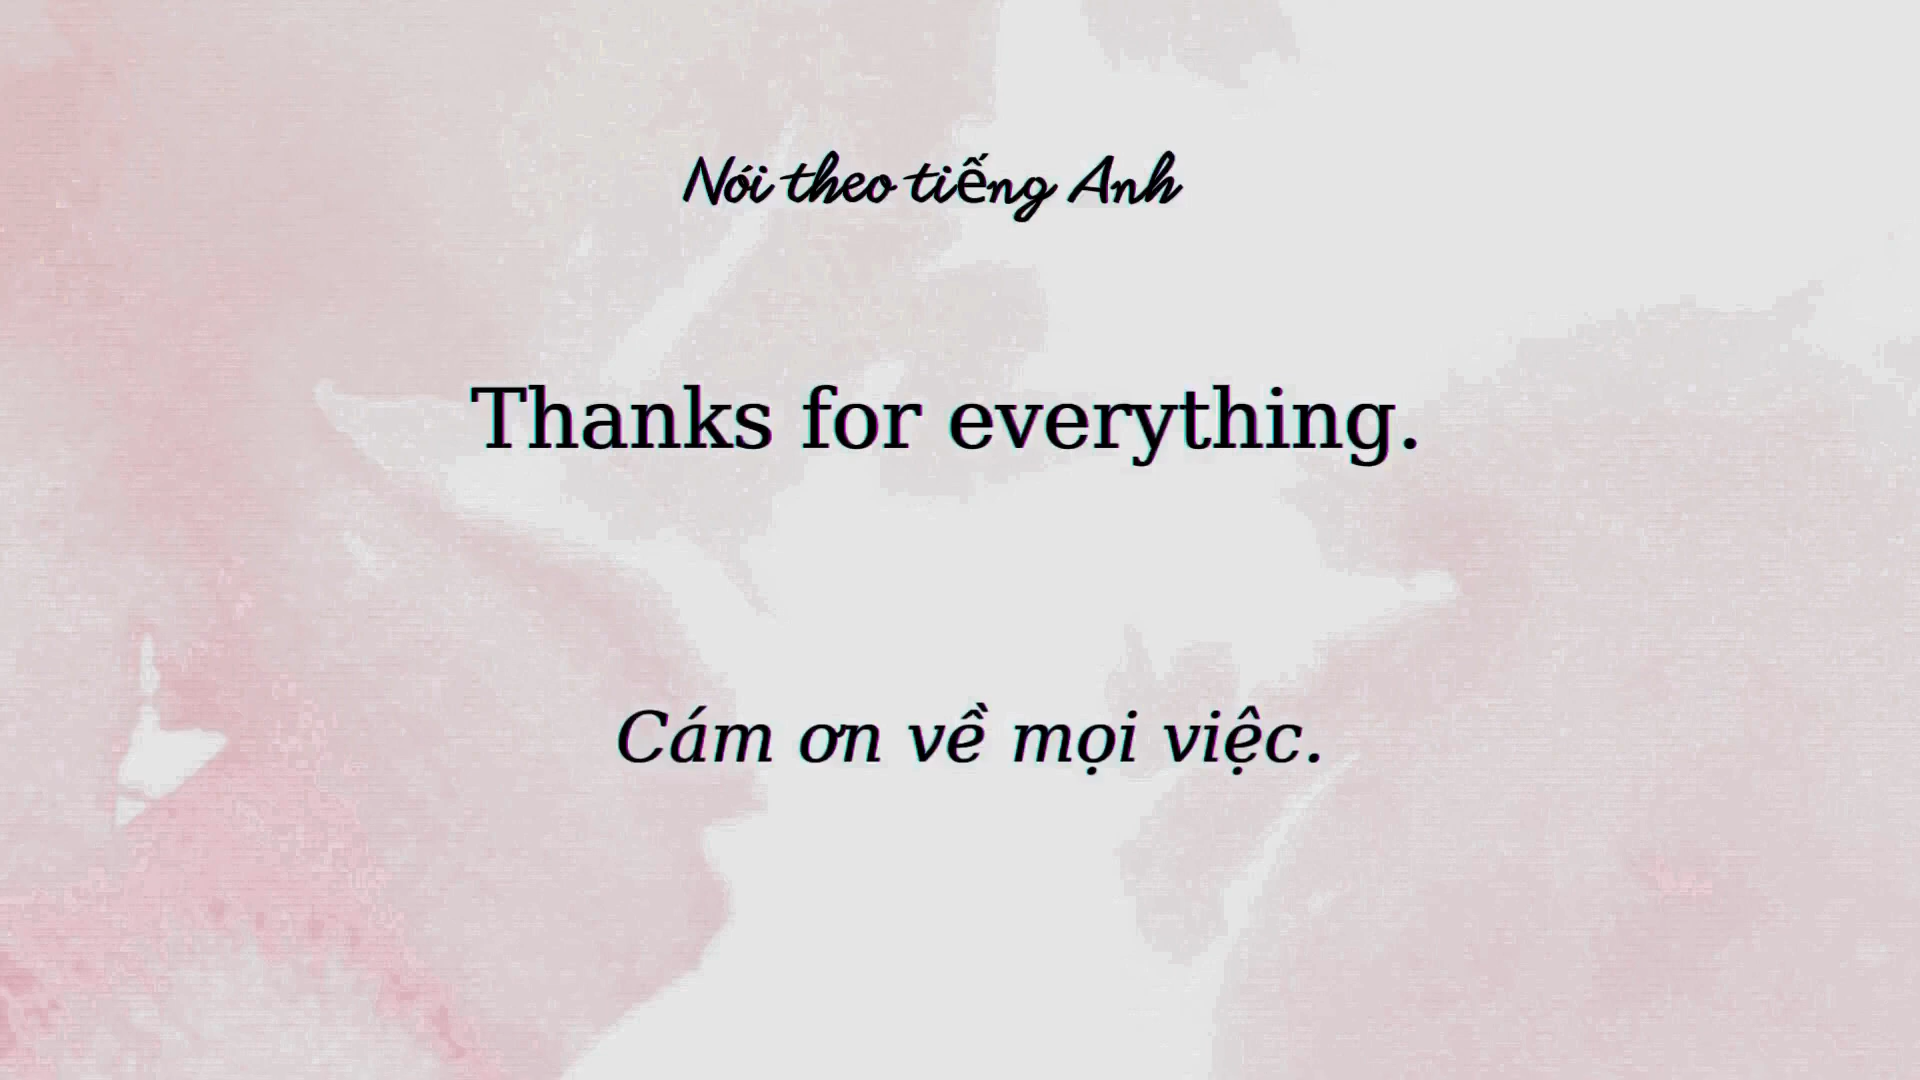 Nói theo tiếng Anh
Thanks for everything.
Cám ơn về mọi việc.